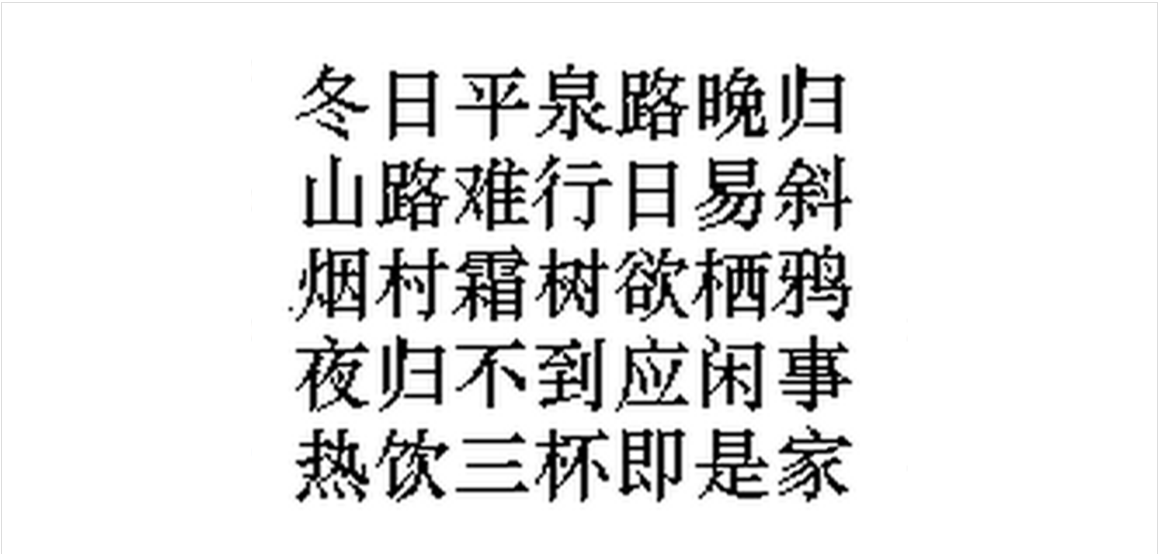 冬日平泉路晚归
山路难行日易斜
烟村霜树欲栖鸦
夜归不到应闲事
热饮三杯即是家